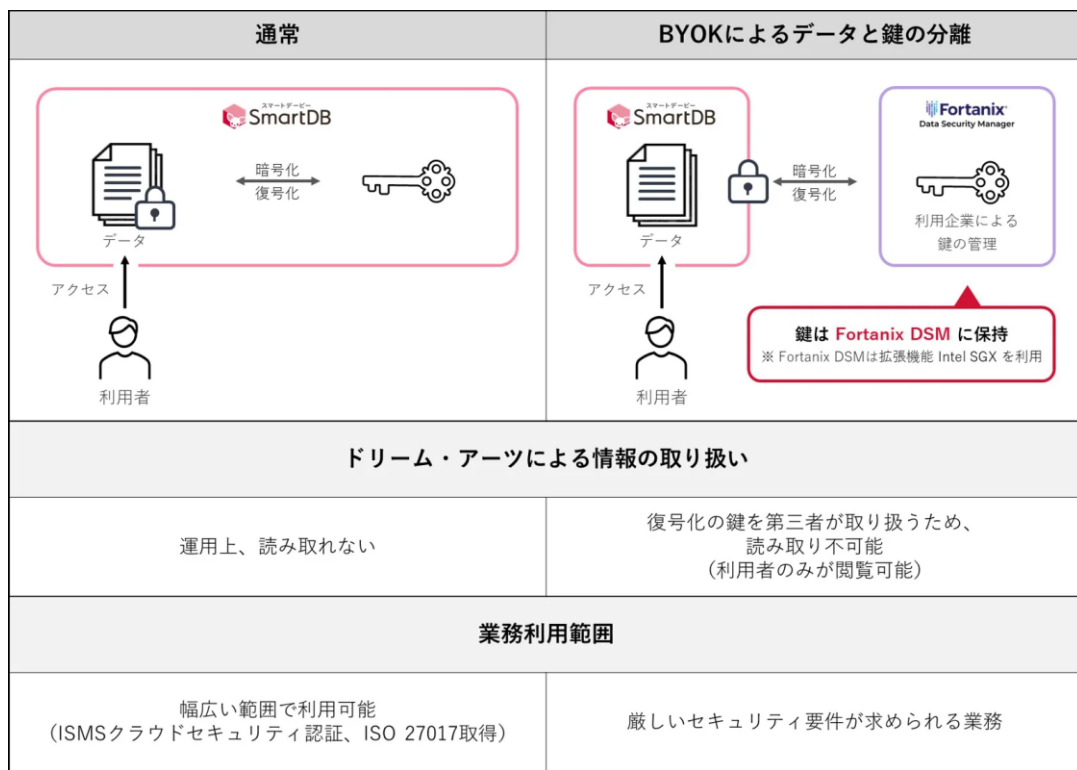 通常
BYOKによるデータと鍵の分離
スマートデービー
SmartDB
暗号化
復号化
データ
アクセス
利用者
スマートデービー
SmartDB
Fortanix
Data Security Manager
暗号化
復号化
データ
利用企業による
鍵の管理
アクセス
利用者
鍵は Fortanix DSM に保持
※ Fortanix DSMは拡張機能 Intel SGX を利用
ドリーム・アーツによる情報の取り扱い
運用上、読み取れない
復号化の鍵を第三者が取り扱うため、
読み取り不可能
（利用者のみが閲覧可能）
業務利用範囲
幅広い範囲で利用可能
（ISMSクラウドセキュリティ認証、ISO 27017取得）
厳しいセキュリティ要件が求められる業務